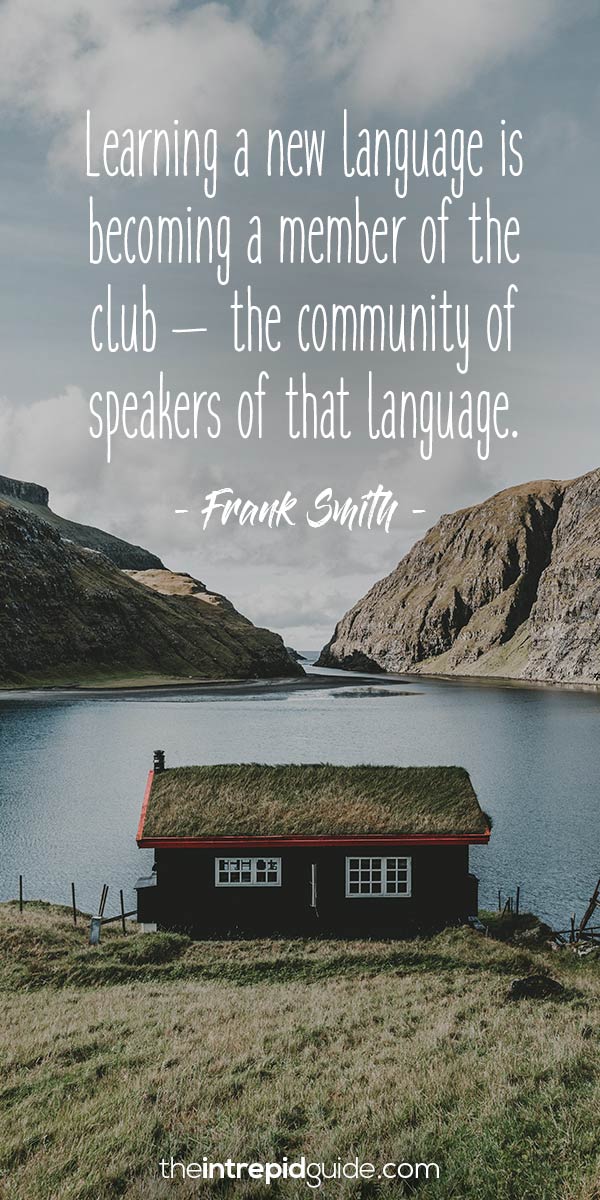 Learning a new language is
becoming a member of the
club – the community of
speakers of that language.
- Frank Smith -
theintrepidguide.com